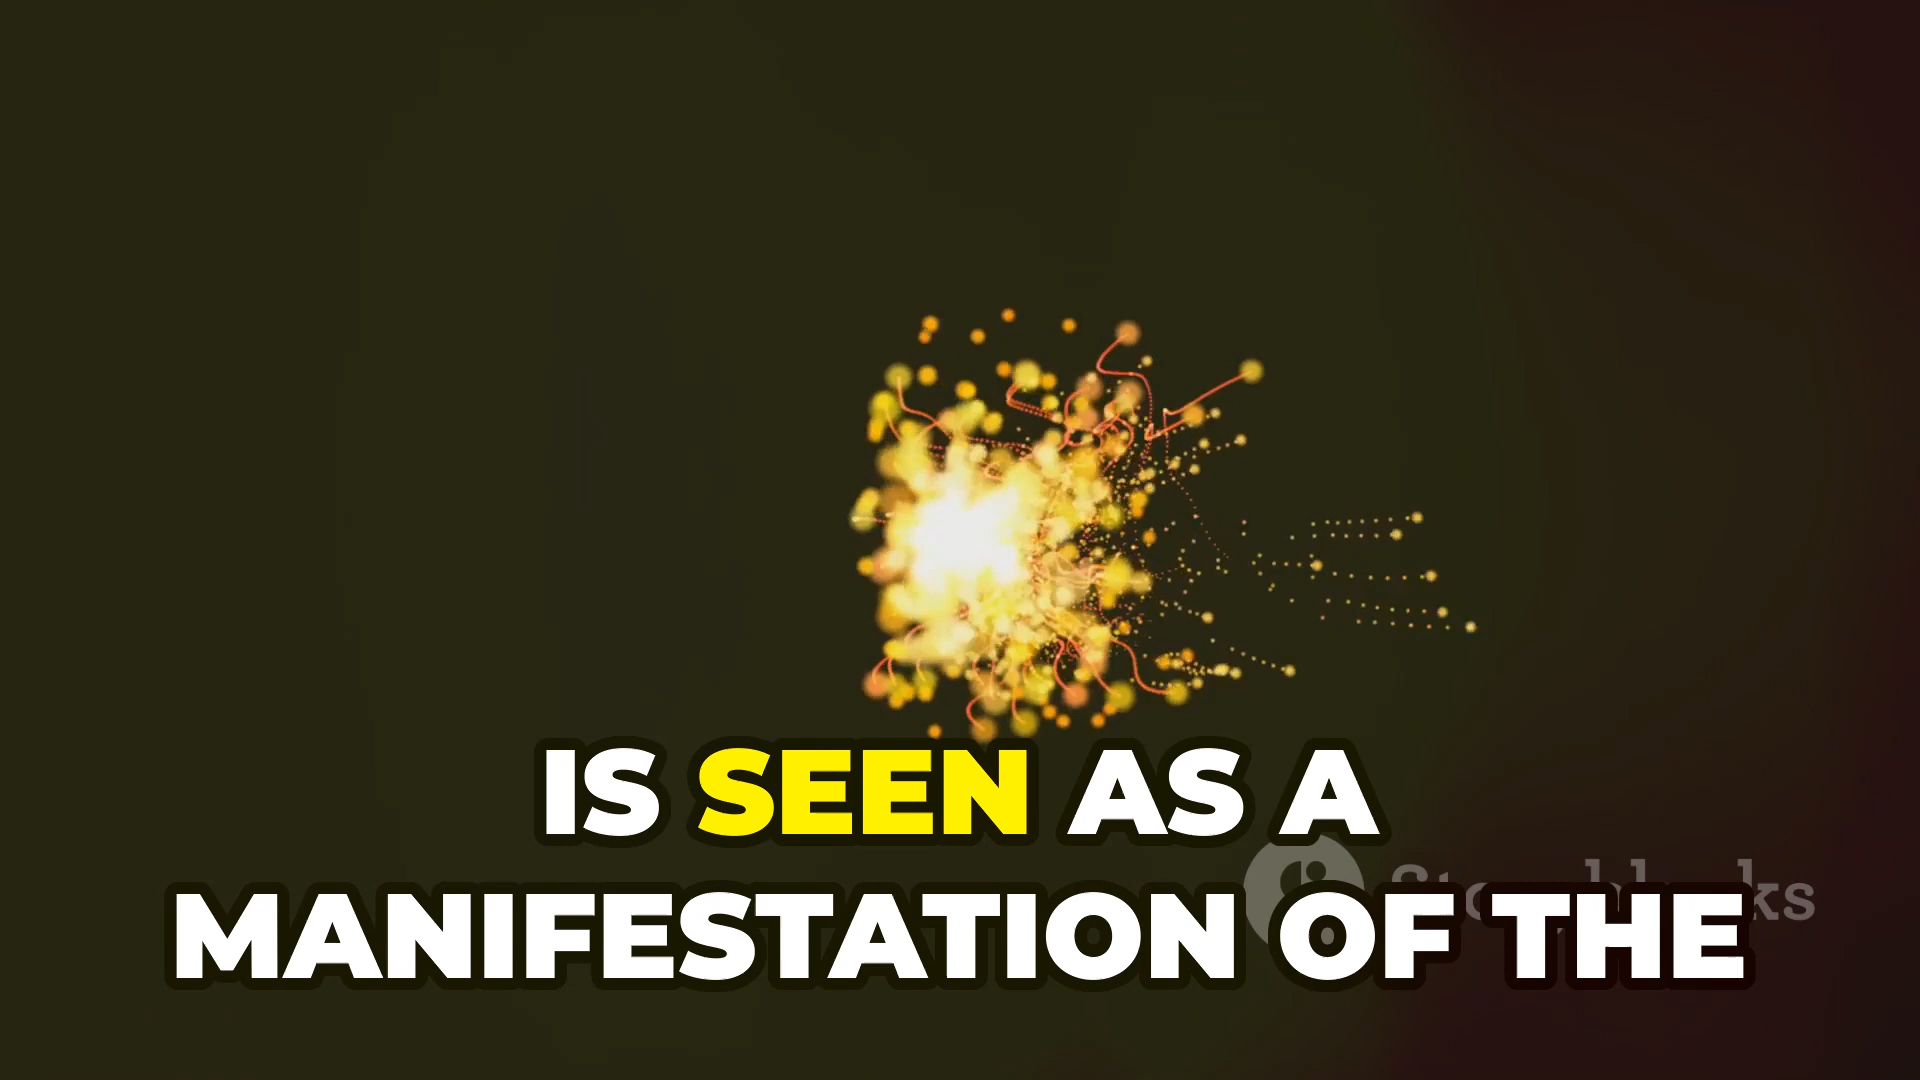 IS SEEN AS A
MANIFESTATION OF THE